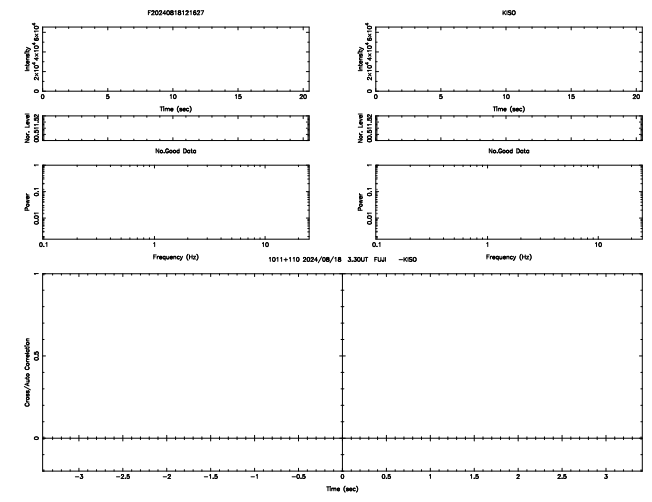 F20240818121627
KISO
Intensity
2×10⁴ 4×10⁴ 6×10⁴
0
0 5 10 15 20
Time (sec)
Intensity
2×10⁴ 4×10⁴ 6×10⁴
0
0 5 10 15 20
Time (sec)
Nor. Level
00.511.52
No.Good Data
Nor. Level
00.511.52
No.Good Data
Power
1
0.1
0.01
0.1 1 10
Frequency (Hz)
Power
1
0.1
0.01
0.1 1 10
Frequency (Hz)
1011+110 2024/08/18 3.30UT FUJI -KISO
Cross/Auto Correlation
1
0.5
0
-3 -2.5 -2 -1.5 -1 -0.5 0 0.5 1 1.5 2 2.5 3
Time (sec)